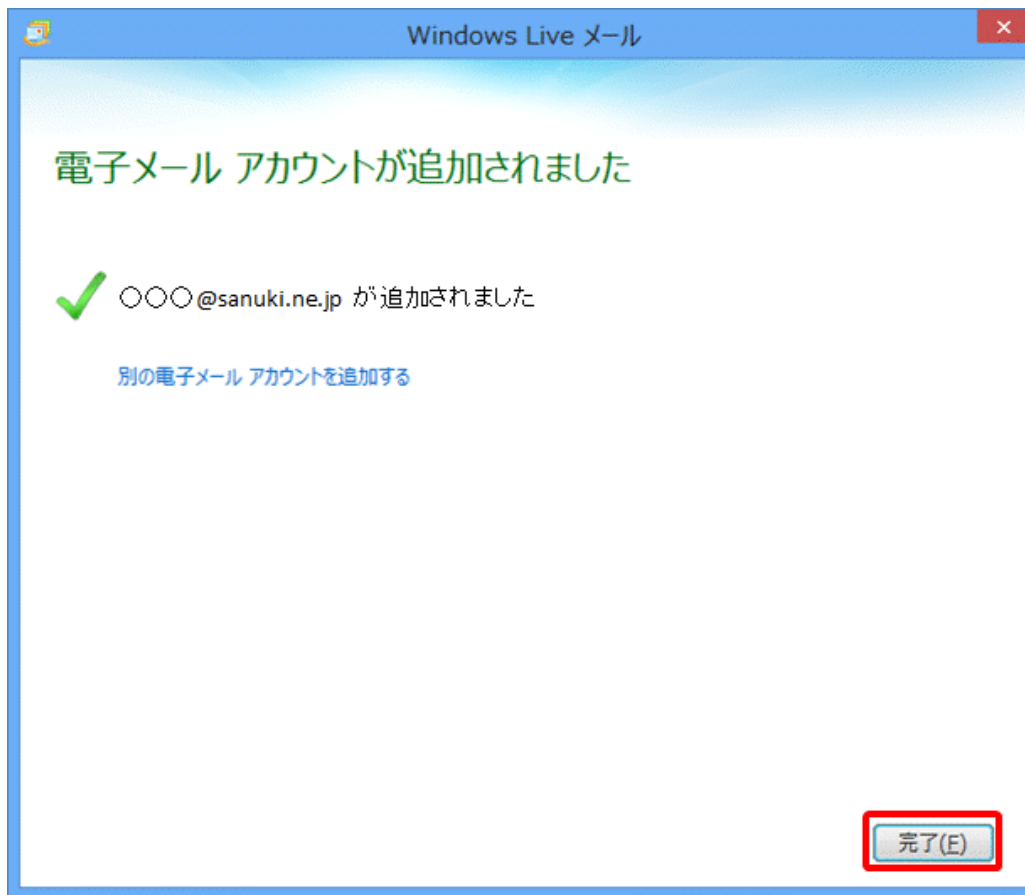 Windows Live メール
電子メール アカウントが追加されました
○○○@sanuki.ne.jp が追加されました
別の電子メール アカウントを追加する
完了(E)